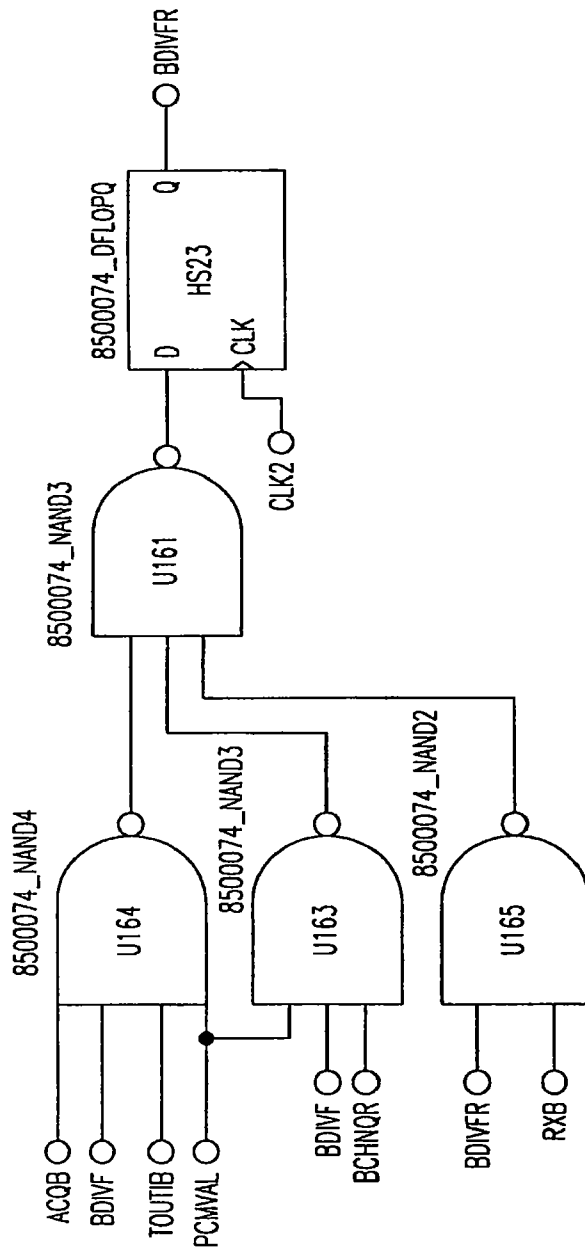 8500074_NAND4
ACQB
BDIVF
TOUTIB
PCMVAL
U164
8500074_NAND3
BDIVF
BCHNQR
U163
8500074_NAND2
BDIVFR
RXB
U165
8500074_NAND3
U161
8500074_DFLOPQ
D
Q
HS23
CLK
CLK2
BDIVFR